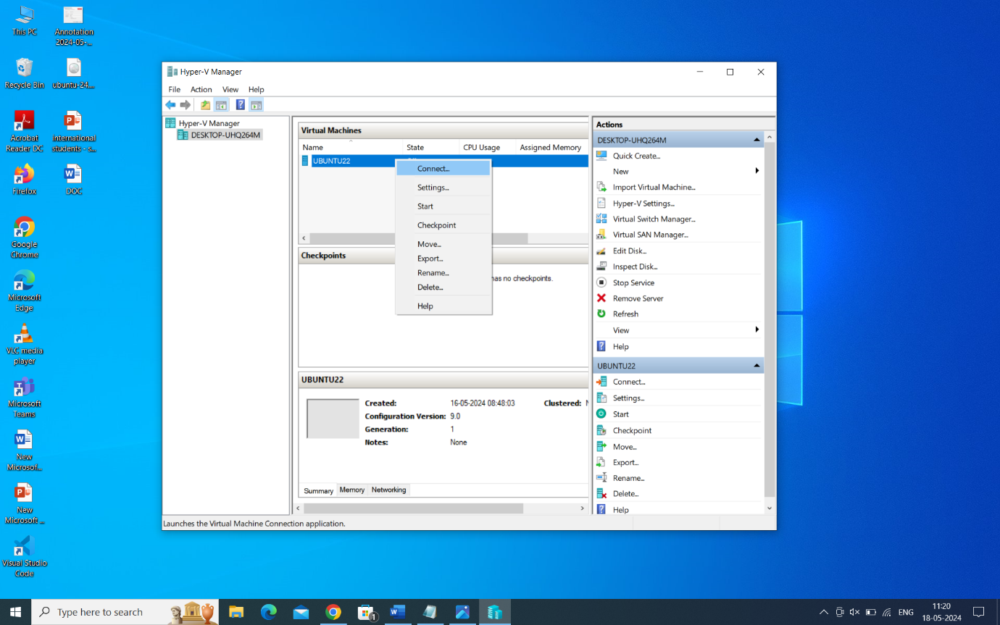 This PC
Annotation
2024-05-...
Recycle Bin
ubuntu-24....
Acrobat
Reader DC
international
students - s...
Firefox
DOC
Google
Chrome
Microsoft
Edge
VLC media
player
Microsoft
Teams
New
Microsof...
New
Microsoft ...
Visual Studio
Code
Hyper-V Manager
File Action View Help
Hyper-V Manager
DESKTOP-UHQ264M
Virtual Machines
Name State CPU Usage Assigned Memory
UBUNTU22
Connect...
Settings...
Start
Checkpoint
Move...
Export...
Rename...
Delete...
Help
Checkpoints
has no checkpoints.
UBUNTU22
Created: 16-05-2024 08:48:03 Clustered:
Configuration Version: 9.0
Generation: 1
Notes: None
Summary Memory Networking
Actions
DESKTOP-UHQ264M
Quick Create...
New
Import Virtual Machine...
Hyper-V Settings...
Virtual Switch Manager...
Virtual SAN Manager...
Edit Disk...
Inspect Disk...
Stop Service
Remove Server
Refresh
View
Help
UBUNTU22
Connect...
Settings...
Start
Checkpoint
Move...
Export...
Rename...
Delete...
Help
Launches the Virtual Machine Connection application.
Type here to search
1
ENG
11:20
18-05-2024